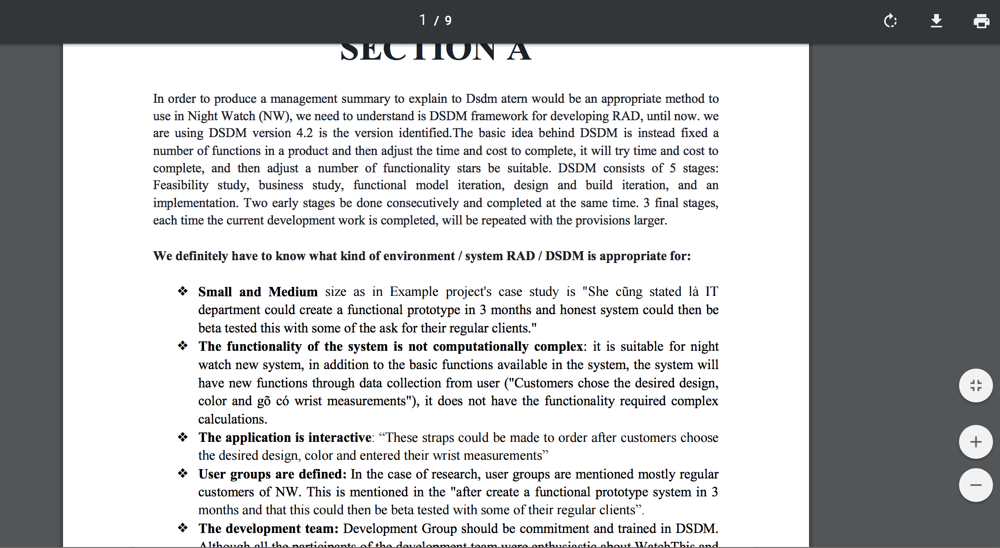 1 / 9
SECTION A
In order to produce a management summary to explain to Dsdm atern would be an appropriate method to
use in Night Watch (NW), we need to understand is DSDM framework for developing RAD, until now. we
are using DSDM version 4.2 is the version identified.The basic idea behind DSDM is instead fixed a
number of functions in a product and then adjust the time and cost to complete, it will try time and cost to
complete, and then adjust a number of functionality stars be suitable. DSDM consists of 5 stages:
Feasibility study, business study, functional model iteration, design and build iteration, and an
implementation. Two early stages be done consecutively and completed at the same time. 3 final stages,
each time the current development work is completed, will be repeated with the provisions larger.
We definitely have to know what kind of environment / system RAD / DSDM is appropriate for:
❖ Small and Medium size as in Example project's case study is "She cũng stated là IT
department could create a functional prototype in 3 months and honest system could then be
beta tested this with some of the ask for their regular clients."
❖ The functionality of the system is not computationally complex: it is suitable for night
watch new system, in addition to the basic functions available in the system, the system will
have new functions through data collection from user ("Customers chose the desired design,
color and gõ có wrist measurements"), it does not have the functionality required complex
calculations.
❖ The application is interactive: “These straps could be made to order after customers choose
the desired design, color and entered their wrist measurements”
❖ User groups are defined: In the case of research, user groups are mentioned mostly regular
customers of NW. This is mentioned in the "after create a functional prototype system in 3
months and that this could then be beta tested with some of their regular clients”.
❖ The development team: Development Group should be commitment and trained in DSDM.
Although all the participants of the development team were enthusiastic about WatchThis and